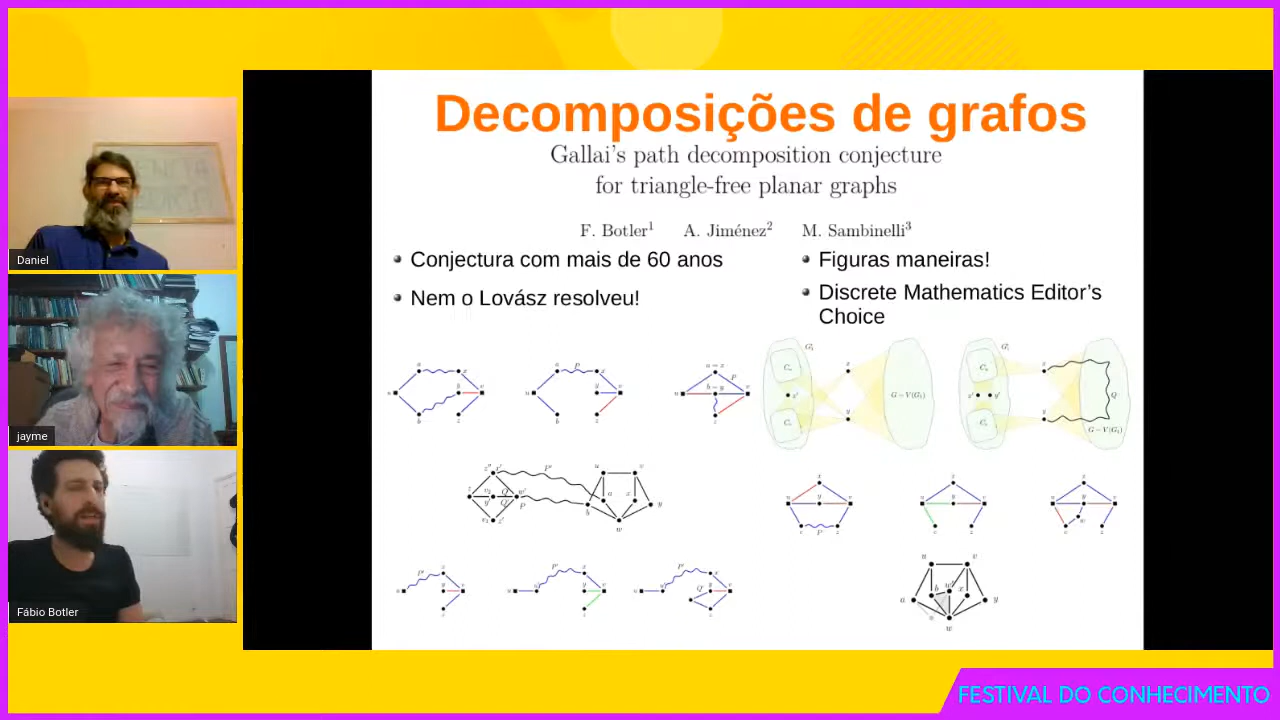 Decomposições de grafos
Gallai's path decomposition conjecture
for triangle-free planar graphs
F. Botler¹ A. Jiménez² M. Sambinelli³
Conjectura com mais de 60 anos
Nem o Lovász resolveu!
Figuras maneiras!
Discrete Mathematics Editor's
Choice
Daniel
jayme
Fábio Botler
FESTIVAL DO CONHECIMENTO